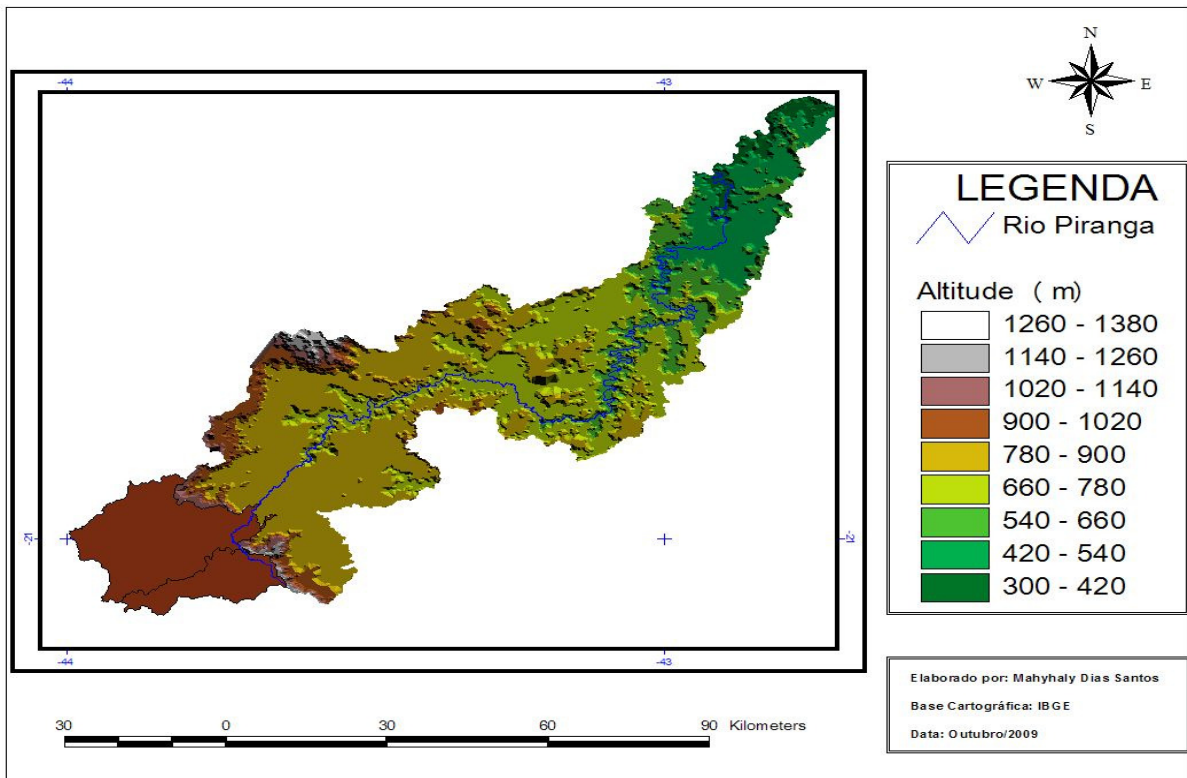 -44
-43
-21
-21
-44
-43
30 0 30 60 90 Kilometers
N
W E
S
LEGENDA
Rio Piranga
Altitude ( m)
1260 - 1380
1140 - 1260
1020 - 1140
900 - 1020
780 - 900
660 - 780
540 - 660
420 - 540
300 - 420
Elaborado por: Mahyhaly Dias Santos
Base Cartográfica: IBGE
Data: Outubro/2009